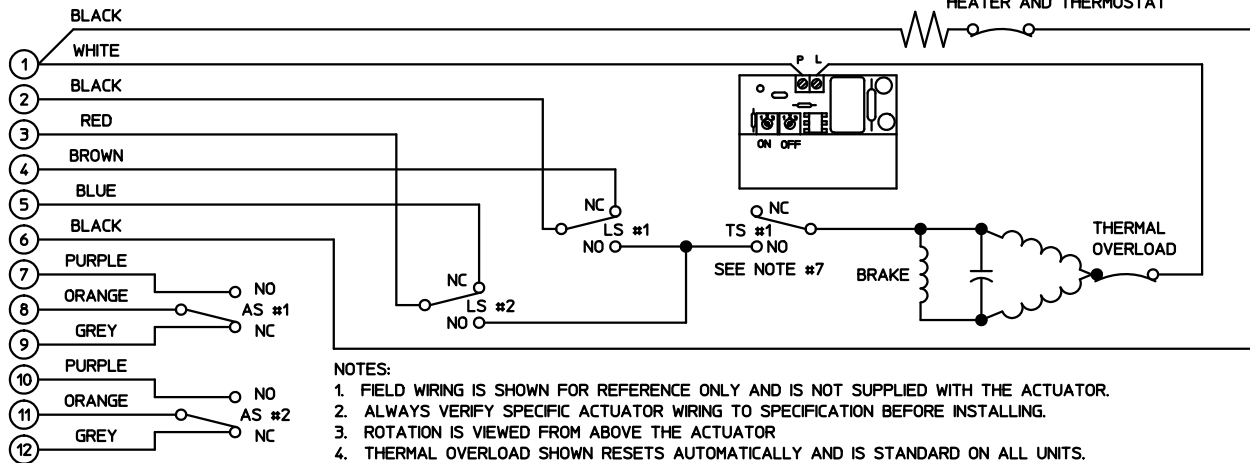 HEATER AND THERMOSTAT
BLACK
WHITE
1
P L
BLACK
2
RED
3
ON OFF
BROWN
4
BLUE
5
NC
LS #1
NO
NC
TS #1
NO
SEE NOTE #7
BLACK
6
BRAKE
THERMAL
OVERLOAD
PURPLE
7
NC
LS #2
NO
NO
ORANGE
8
AS #1
GREY
9
NC
PURPLE
10
NO
ORANGE
11
AS #2
GREY
12
NC
NOTES:
1. FIELD WIRING IS SHOWN FOR REFERENCE ONLY AND IS NOT SUPPLIED WITH THE ACTUATOR.
2. ALWAYS VERIFY SPECIFIC ACTUATOR WIRING TO SPECIFICATION BEFORE INSTALLING.
3. ROTATION IS VIEWED FROM ABOVE THE ACTUATOR
4. THERMAL OVERLOAD SHOWN RESETS AUTOMATICALLY AND IS STANDARD ON ALL UNITS.